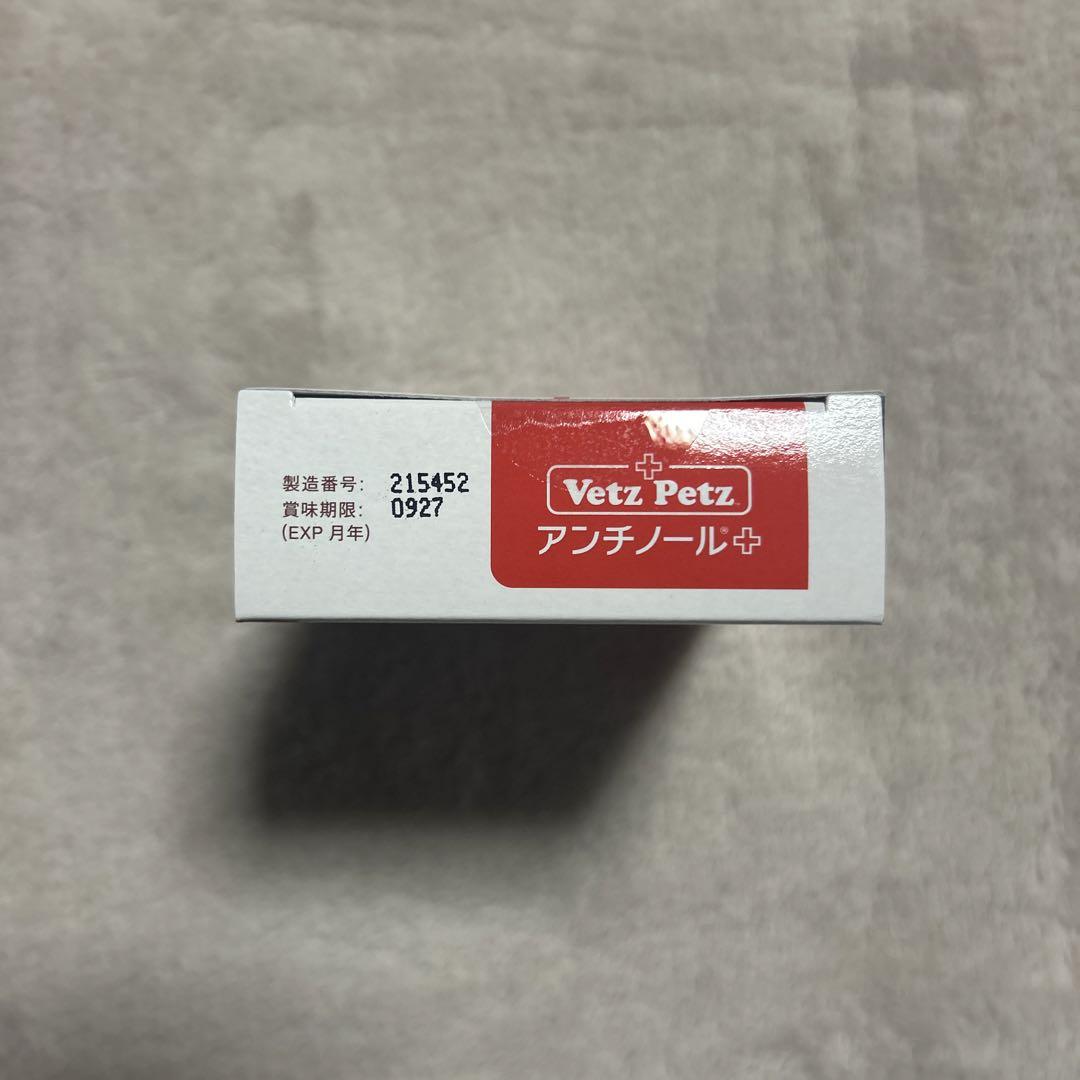 製造番号: 215452
賞味期限: 0927
(EXP 月年)
Vetz Petz
アンチノール®